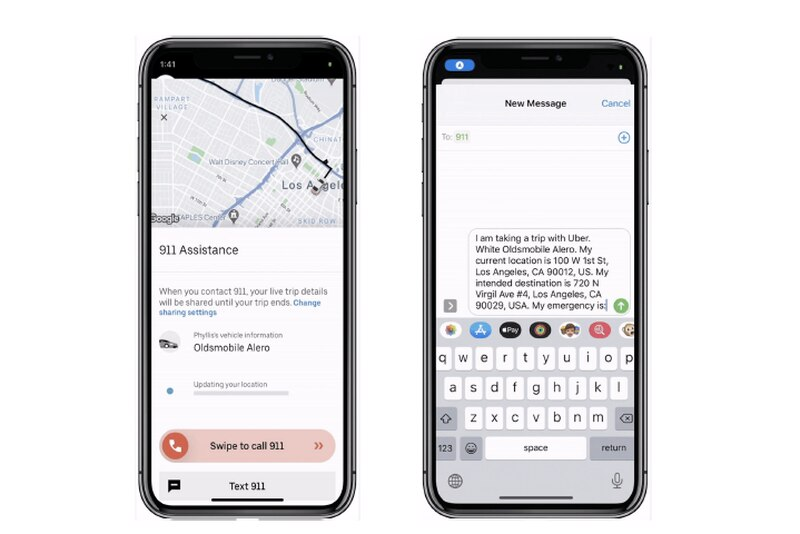 1:41
RAMPART
VILLAGE
Walt Disney Concert Hall
CHINAT
Los Angele
Google
STAPLES Center
SKID ROW
911 Assistance
When you contact 911, your live trip details
will be shared until your trip ends. Change
sharing settings
Phyllis's vehicle information
Oldsmobile Alero
Updating your location
Swipe to call 911
Text 911
New Message
Cancel
To: 911
I am taking a trip with Uber.
White Oldsmobile Alero. My
current location is 100 W 1st St,
Los Angeles, CA 90012, US. My
intended destination is 720 N
Virgil Ave #4, Los Angeles, CA
90029, USA. My emergency is:
Pay
q w e r t y u i o p
a s d f g h j k l
z x c v b n m
123
space
return